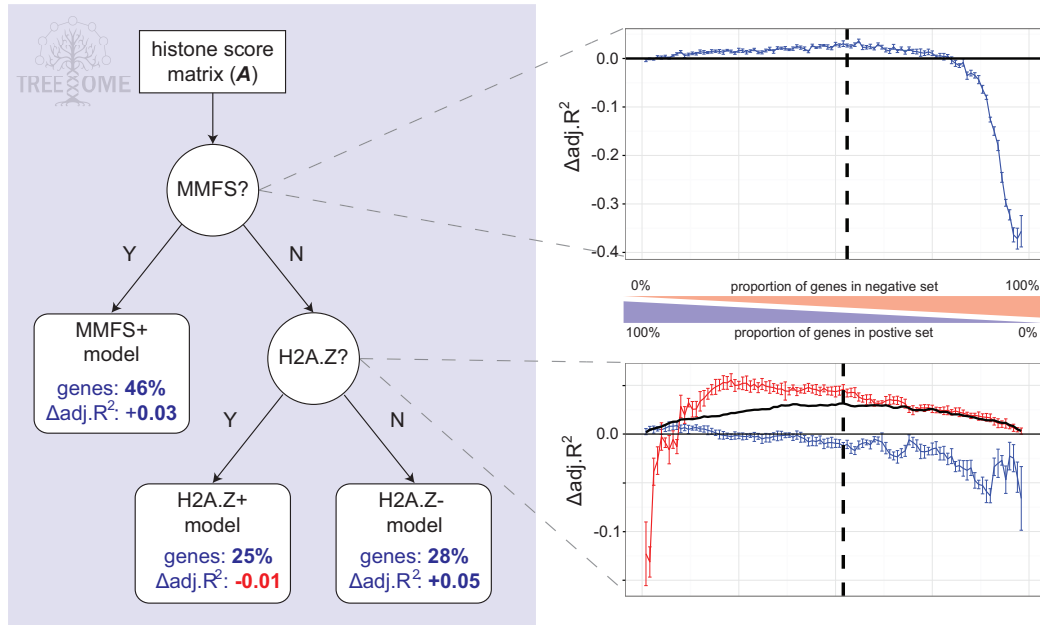 TREE OME
histone score
matrix (A)
MMFS?
Y
N
MMFS+
model
genes: 46%
Δadj.R²: +0.03
H2A.Z?
Y
N
H2A.Z+
model
genes: 25%
Δadj.R²: -0.01
H2A.Z-
model
genes: 28%
Δadj.R²: +0.05
Δadj.R²
0.0
-0.1
-0.2
-0.3
-0.4
0%
proportion of genes in negative set
100%
100%
proportion of genes in postive set
0%
Δadj.R²
0.0
-0.1